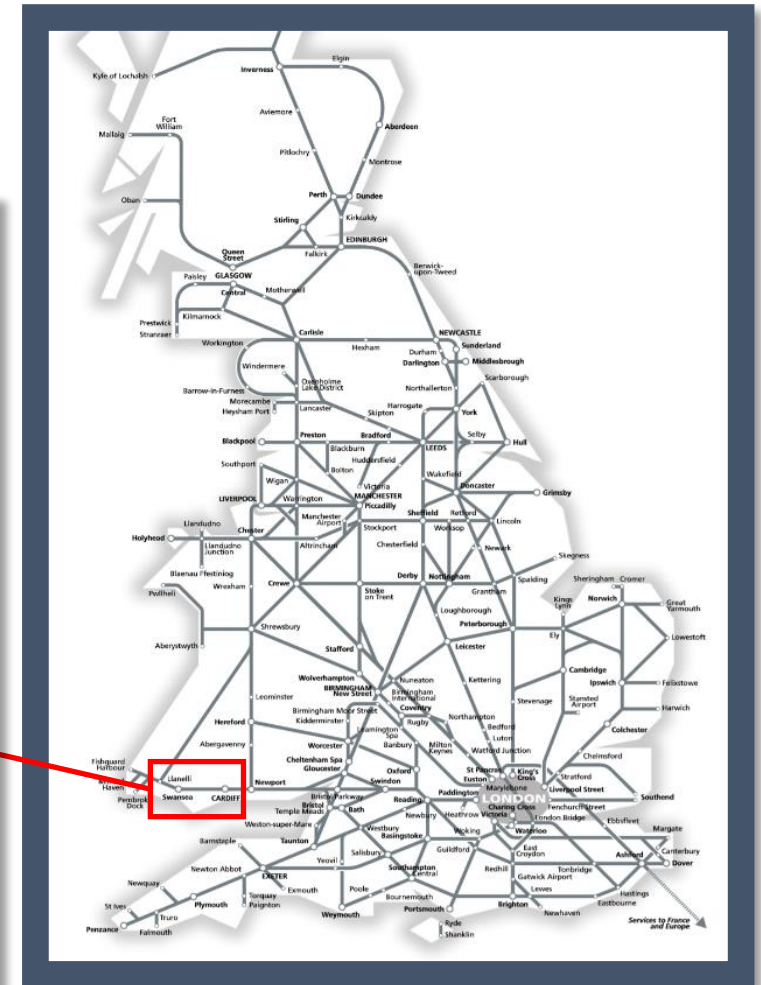 Elgin
Inverness
Kyle of Lochalsh
Aviemore
Aberdeen
Fort
William
Mallaig
Pitlochry
Montrose
Perth
Dundee
Oban
Kirkcaldy
Stirling
EDINBURGH
Queen
Street
Falkirk
GLASGOW
Central
Berwick-
upon-Tweed
Paisley
Motherwell
Kilmarnock
Prestwick
Stranraer
Carlisle
NEWCASTLE
Workington
Hexham
Sunderland
Durham
Darlington
Middlesbrough
Windermere
Oxenholme
Lake District
Northallerton
Scarborough
Barrow-in-Furness
Morecambe
Heysham Port
Lancaster
Harrogate
York
Skipton
Blackpool
Preston
Bradford
LEEDS
Selby
Hull
Blackburn
Huddersfield
Southport
Bolton
Wakefield
Wigan
Victoria
MANCHESTER
Piccadilly
Doncaster
Grimsby
LIVERPOOL
Warrington
Manchester
Airport
Stockport
Sheffield
Retford
Worksop
Lincoln
Llandudno
Chester
Holyhead
Llandudno
Junction
Altrincham
Chesterfield
Newark
Skegness
Blaenau Ffestiniog
Wrexham
Crewe
Stoke
on Trent
Derby
Nottingham
Grantham
Spalding
Sheringham
Cromer
Pwllheli
Kings
Lynn
Norwich
Great
Yarmouth
Loughborough
Peterborough
Shrewsbury
Ely
Lowestoft
Aberystwyth
Stafford
Leicester
Wolverhampton
BIRMINGHAM
New Street
Nuneaton
Birmingham
International
Kettering
Cambridge
Ipswich
Felixstowe
Leominster
Coventry
Stevenage
Stansted
Airport
Harwich
Birmingham Moor Street
Kidderminster
Rugby
Northampton
Hereford
Leamington
Spa
Bedford
Colchester
Worcester
Banbury
Milton
Keynes
Luton
Abergavenny
Watford Junction
Cheltenham Spa
Gloucester
Oxford
St Pancras
Euston
King's
Cross
Chelmsford
Fishguard
Harbour
Haven
Pembroke
Dock
Llanelli
Swansea
CARDIFF
Newport
Swindon
Bristol Parkway
Bristol
Temple Meads
Bath
Reading
Paddington
Marylebone
LONDON
Stratford
Liverpool Street
Fenchurch Street
Southend
Heathrow
Victoria
Charing Cross
London Bridge
Waterloo
Ebbsfleet
Weston-super-Mare
Westbury
Newbury
Basingstoke
Woking
Margate
Barnstaple
Taunton
Salisbury
Guildford
East
Croydon
Canterbury
Newton Abbot
Yeovil
Southampton
Central
Redhill
Gatwick Airport
Tonbridge
Ashford
Dover
Newquay
EXETER
Exmouth
Poole
Bournemouth
Lewes
Hastings
Eastbourne
St Ives
Plymouth
Torquay
Paignton
Weymouth
Portsmouth
Brighton
Newhaven
Truro
Penzance
Falmouth
Ryde
Shanklin
Services to France
and Europe